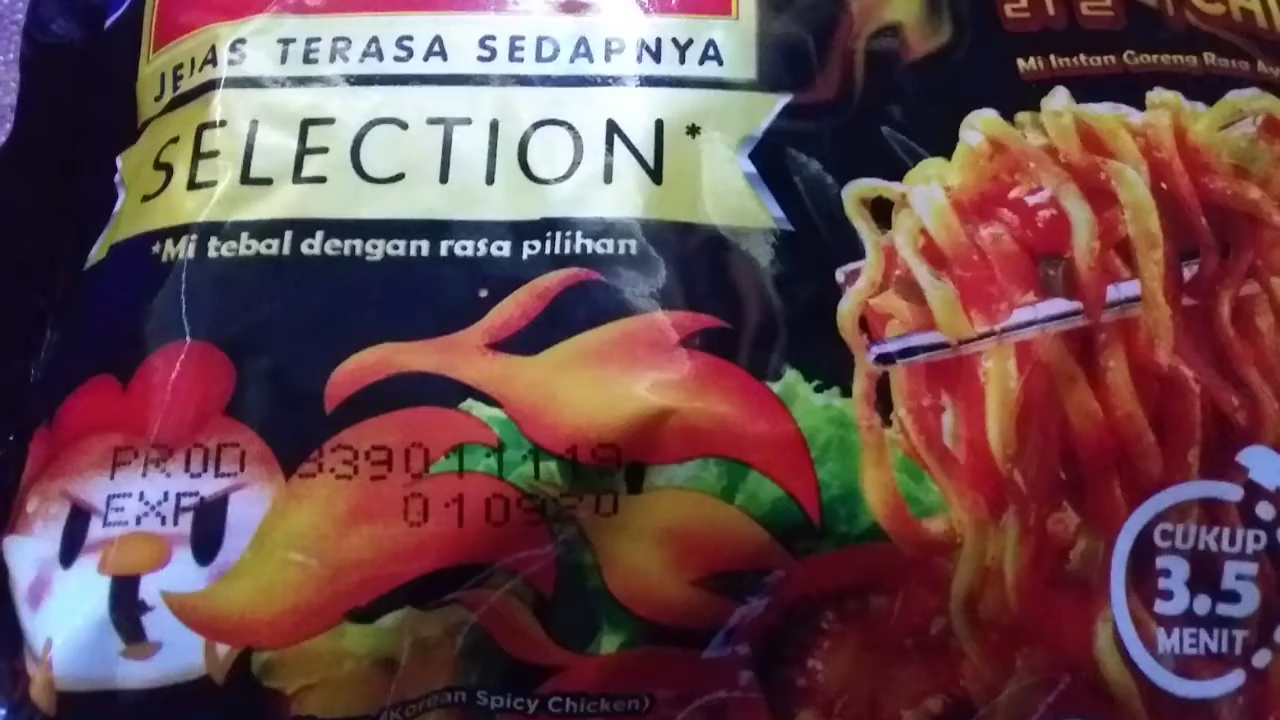 JELAS TERASA SEDAPNYA
SELECTION*
*Mi tebal dengan rasa pilihan
Mi Instan Goreng Rasa
PROD 339011119
EXP 010920
CUKUP
3.5
MENIT
(Korean Spicy Chicken)